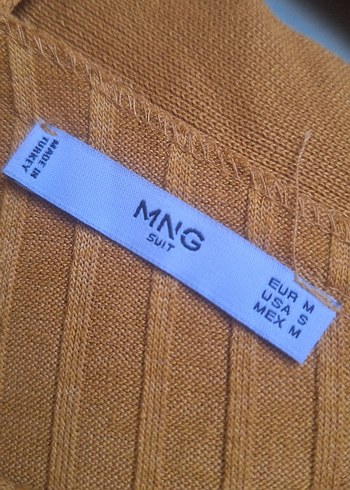 MADE IN
TURKEY
MNG
SUIT
EUR M
USA S
MEX M